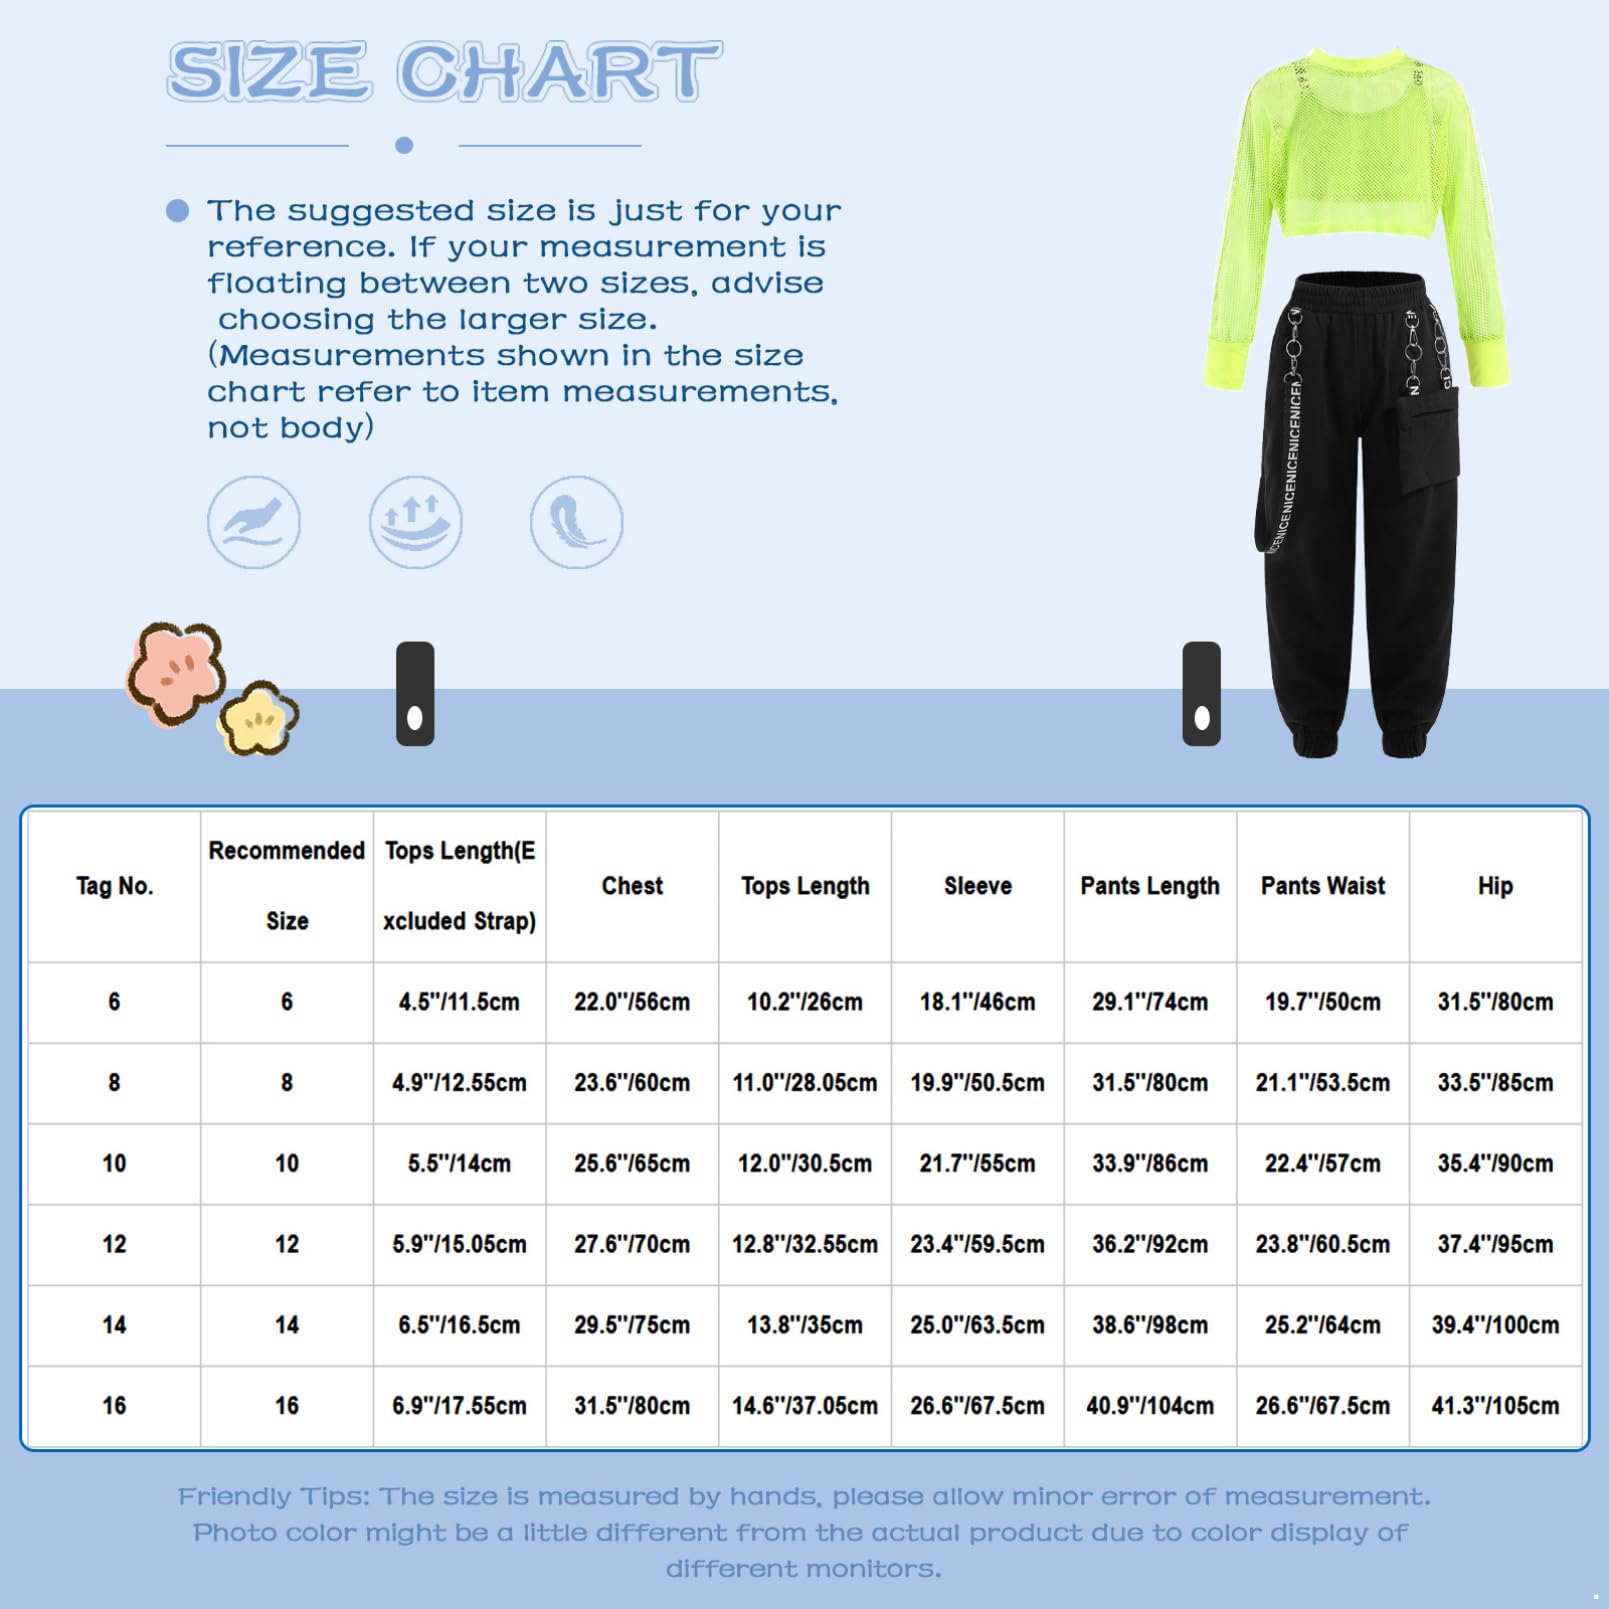 SIZE CHART
The suggested size is just for your
reference. If your measurement is
floating between two sizes, advise
choosing the larger size.
(Measurements shown in the size
chart refer to item measurements,
not body)
NICENICENICENICENICEN
Tag No. Recommended Size Tops Length(Excluded Strap) Chest Tops Length Sleeve Pants Length Pants Waist Hip
6 6 4.5"/11.5cm 22.0"/56cm 10.2"/26cm 18.1"/46cm 29.1"/74cm 19.7"/50cm 31.5"/80cm
8 8 4.9"/12.55cm 23.6"/60cm 11.0"/28.05cm 19.9"/50.5cm 31.5"/80cm 21.1"/53.5cm 33.5"/85cm
10 10 5.5"/14cm 25.6"/65cm 12.0"/30.5cm 21.7"/55cm 33.9"/86cm 22.4"/57cm 35.4"/90cm
12 12 5.9"/15.05cm 27.6"/70cm 12.8"/32.55cm 23.4"/59.5cm 36.2"/92cm 23.8"/60.5cm 37.4"/95cm
14 14 6.5"/16.5cm 29.5"/75cm 13.8"/35cm 25.0"/63.5cm 38.6"/98cm 25.2"/64cm 39.4"/100cm
16 16 6.9"/17.55cm 31.5"/80cm 14.6"/37.05cm 26.6"/67.5cm 40.9"/104cm 26.6"/67.5cm 41.3"/105cm
Friendly Tips: The size is measured by hands, please allow minor error of measurement.
Photo color might be a little different from the actual product due to color display of
different monitors.